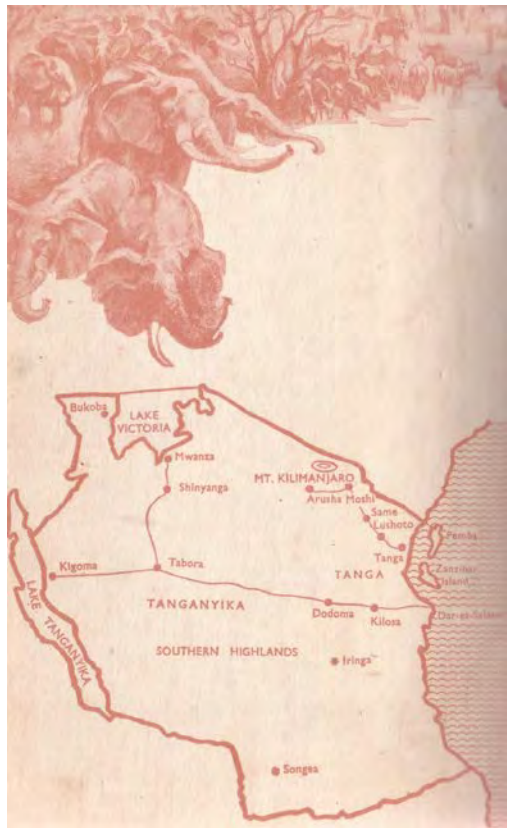 Bukoba
LAKE
VICTORIA
Mwanza
MT. KILIMANJARO
Shinyanga
Arusha Moshi
Same
Lushoto
Pemba
Tanga
Zanzibar
Island
Kigoma
Tabora
TANGA
LAKE TANGANYIKA
TANGANYIKA
Dodoma
Kilosa
Dar-es-Salaam
SOUTHERN HIGHLANDS
Iringa
Songea